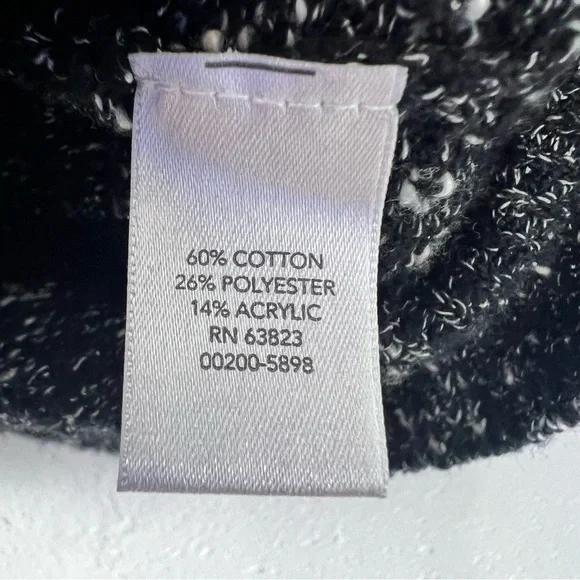 60% COTTON
26% POLYESTER
14% ACRYLIC
RN 63823
00200-5898